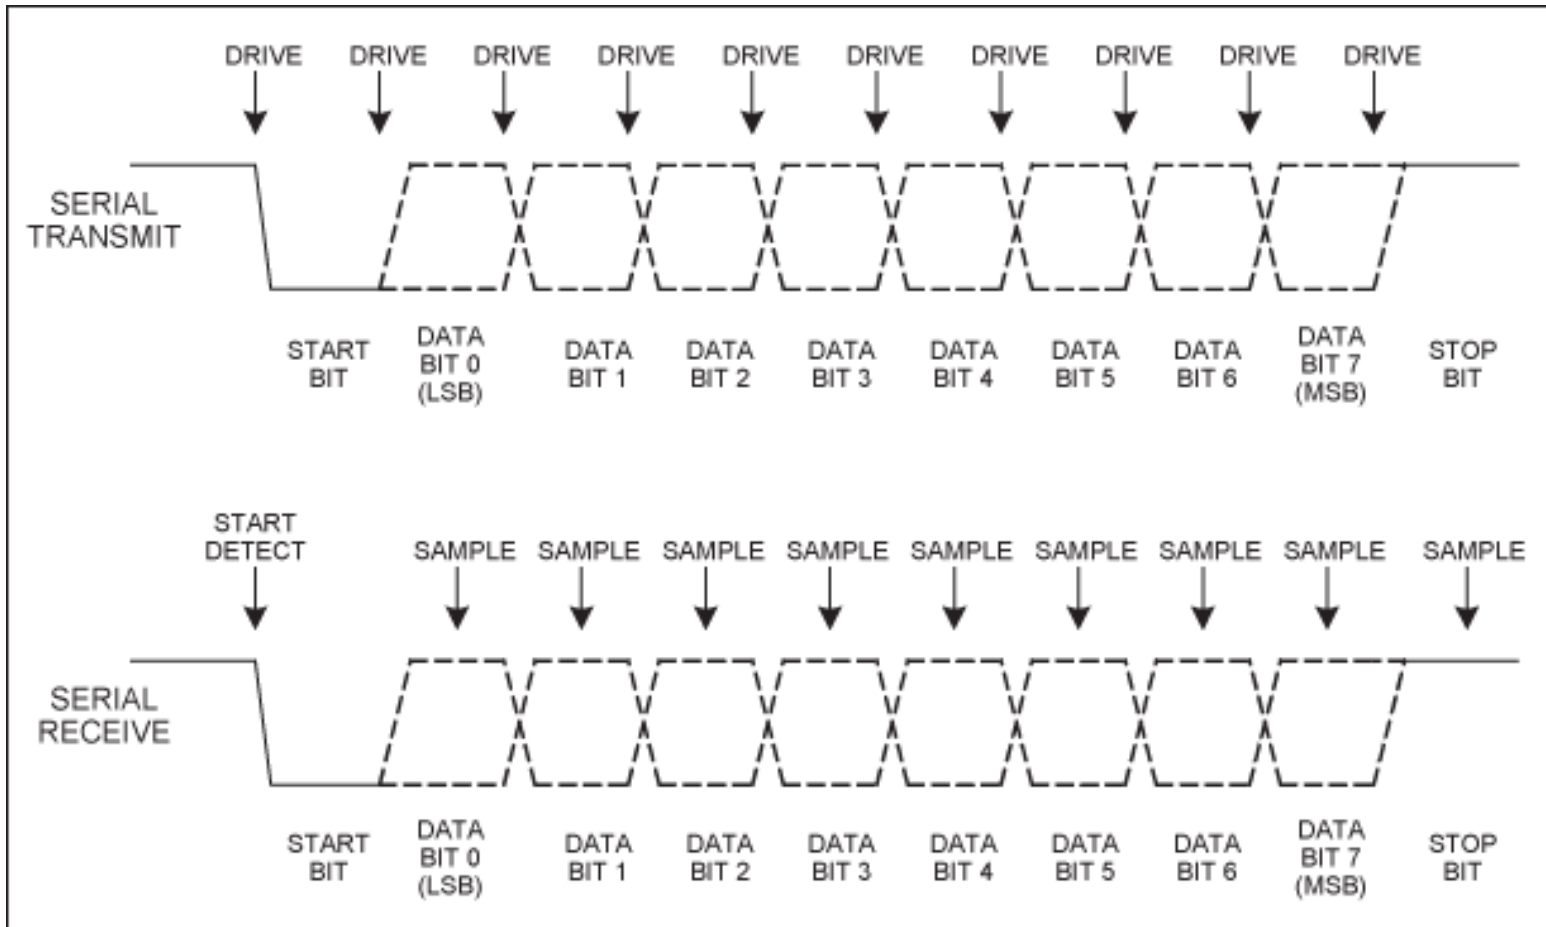 DRIVE DRIVE DRIVE DRIVE DRIVE DRIVE DRIVE DRIVE DRIVE DRIVE
SERIAL
TRANSMIT
START
BIT
DATA
BIT 0
(LSB)
DATA
BIT 1
DATA
BIT 2
DATA
BIT 3
DATA
BIT 4
DATA
BIT 5
DATA
BIT 6
DATA
BIT 7
(MSB)
STOP
BIT
START
DETECT
SAMPLE SAMPLE SAMPLE SAMPLE SAMPLE SAMPLE SAMPLE SAMPLE SAMPLE
SERIAL
RECEIVE
START
BIT
DATA
BIT 0
(LSB)
DATA
BIT 1
DATA
BIT 2
DATA
BIT 3
DATA
BIT 4
DATA
BIT 5
DATA
BIT 6
DATA
BIT 7
(MSB)
STOP
BIT